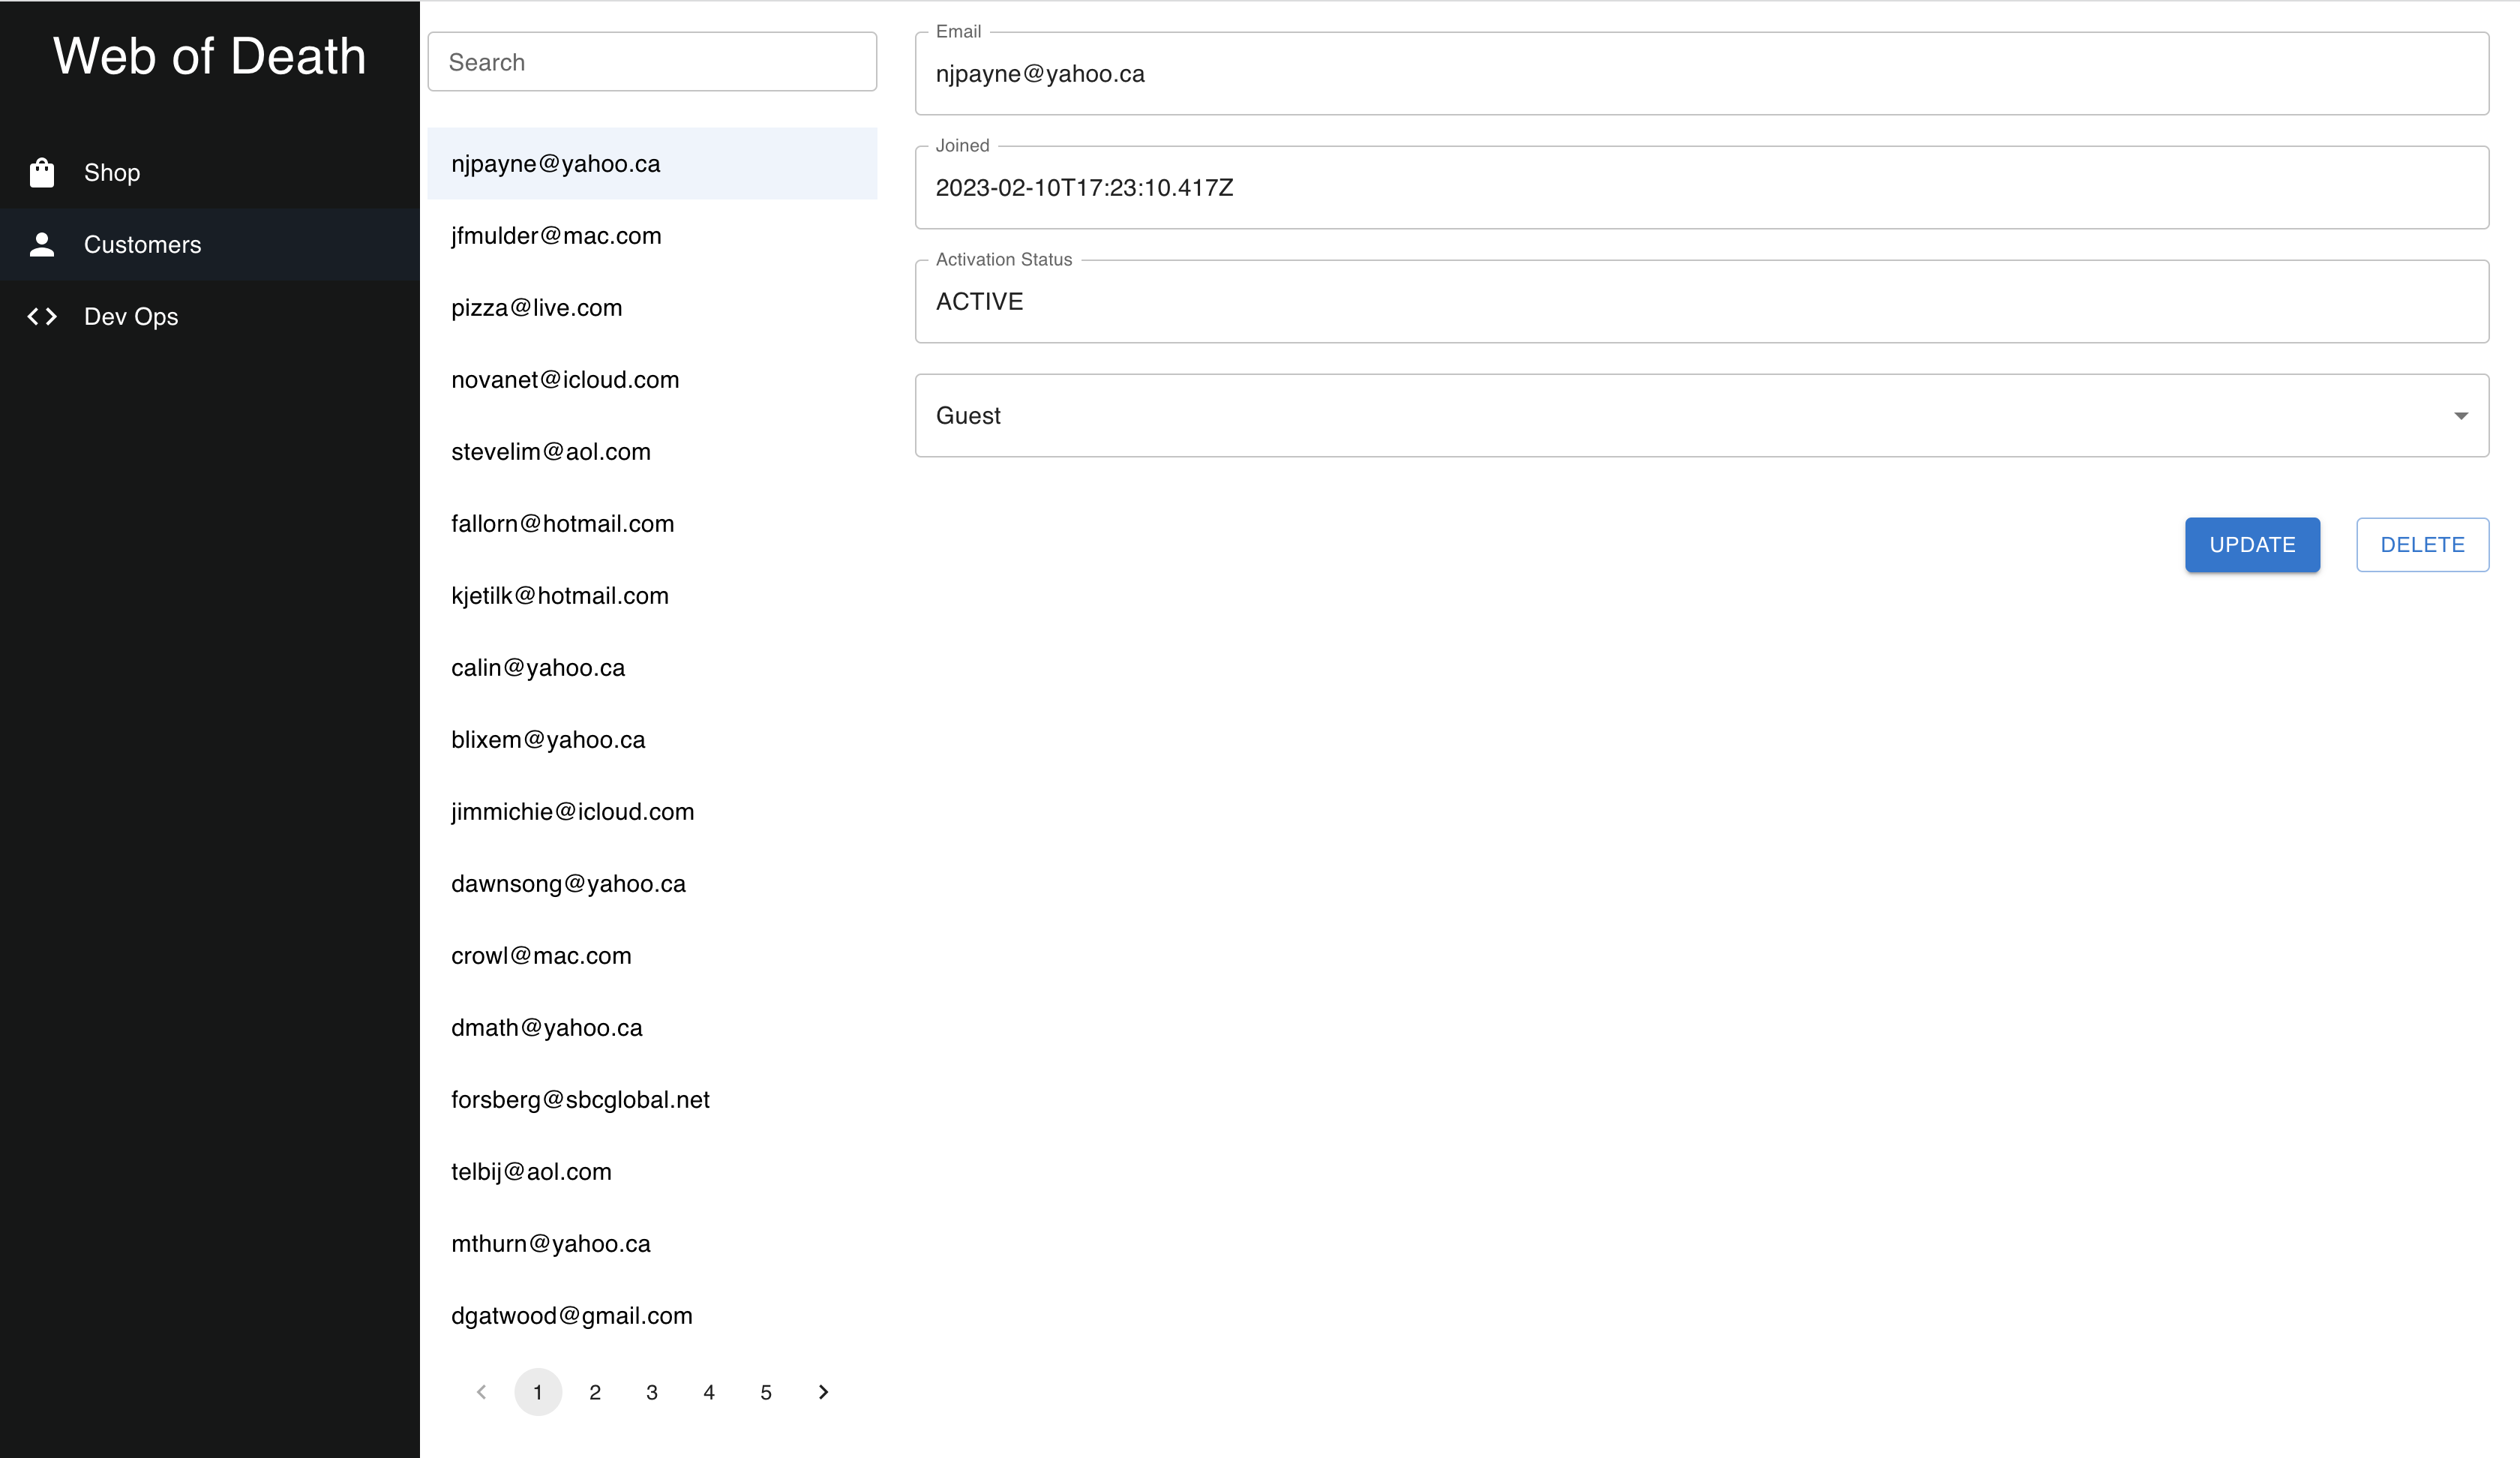 Web of Death
Shop
Customers
Dev Ops
Search
njpayne@yahoo.ca
jfmulder@mac.com
pizza@live.com
novanet@icloud.com
stevelim@aol.com
fallorn@hotmail.com
kjetilk@hotmail.com
calin@yahoo.ca
blixem@yahoo.ca
jimmichie@icloud.com
dawnsong@yahoo.ca
crowl@mac.com
dmath@yahoo.ca
forsberg@sbcglobal.net
telbij@aol.com
mthurn@yahoo.ca
dgatwood@gmail.com
1 2 3 4 5
Email
njpayne@yahoo.ca
Joined
2023-02-10T17:23:10.417Z
Activation Status
ACTIVE
Guest
UPDATE DELETE